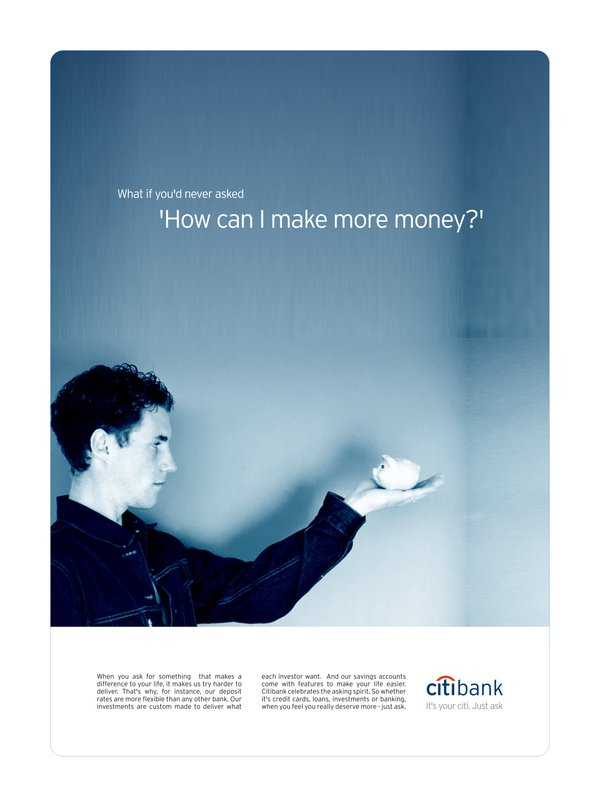 What if you'd never asked
'How can I make more money?'
When you ask for something that makes a
difference to your life, it makes us try harder to
deliver. That's why, for instance, our deposit
rates are more flexible than any other bank. Our
investments are custom made to deliver what
each investor want. And our savings accounts
come with features to make your life easier.
Citibank celebrates the asking spirit. So whether
it's credit cards, loans, investments or banking,
when you feel you really deserve more - just ask.
citibank
It's your citi. Just ask